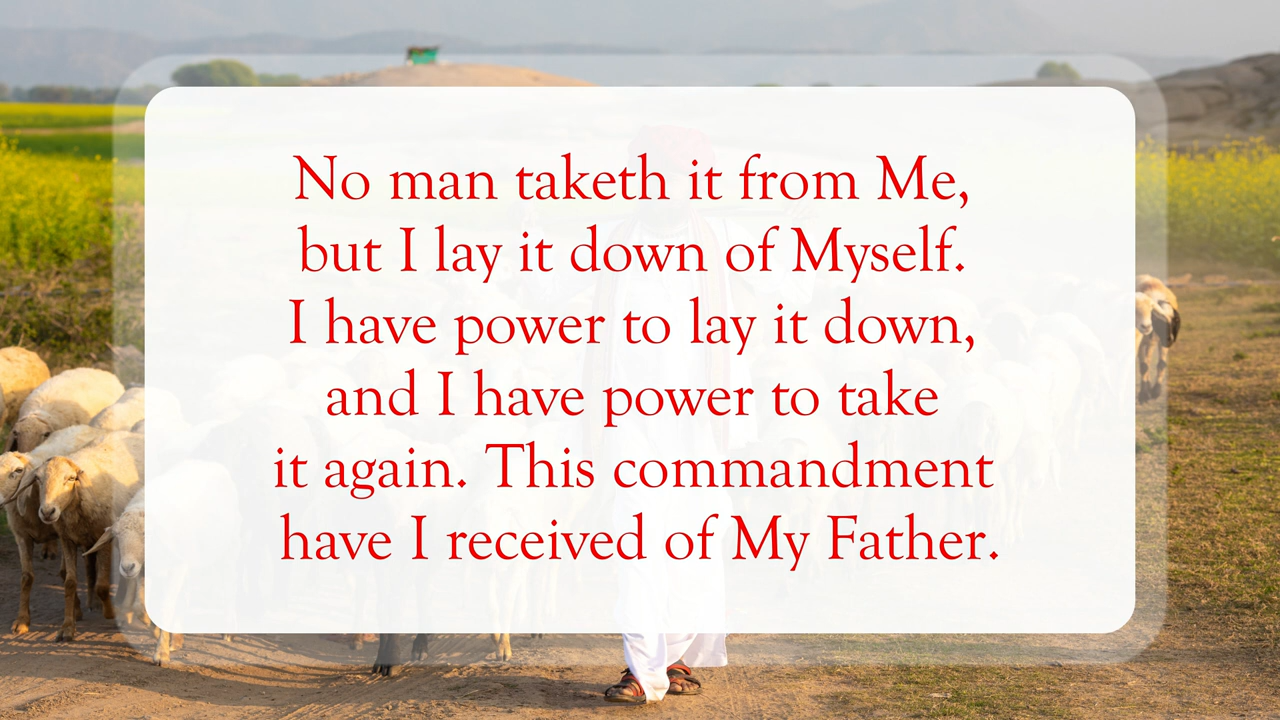 No man taketh it from Me,
but I lay it down of Myself.
I have power to lay it down,
and I have power to take
it again. This commandment
have I received of My Father.